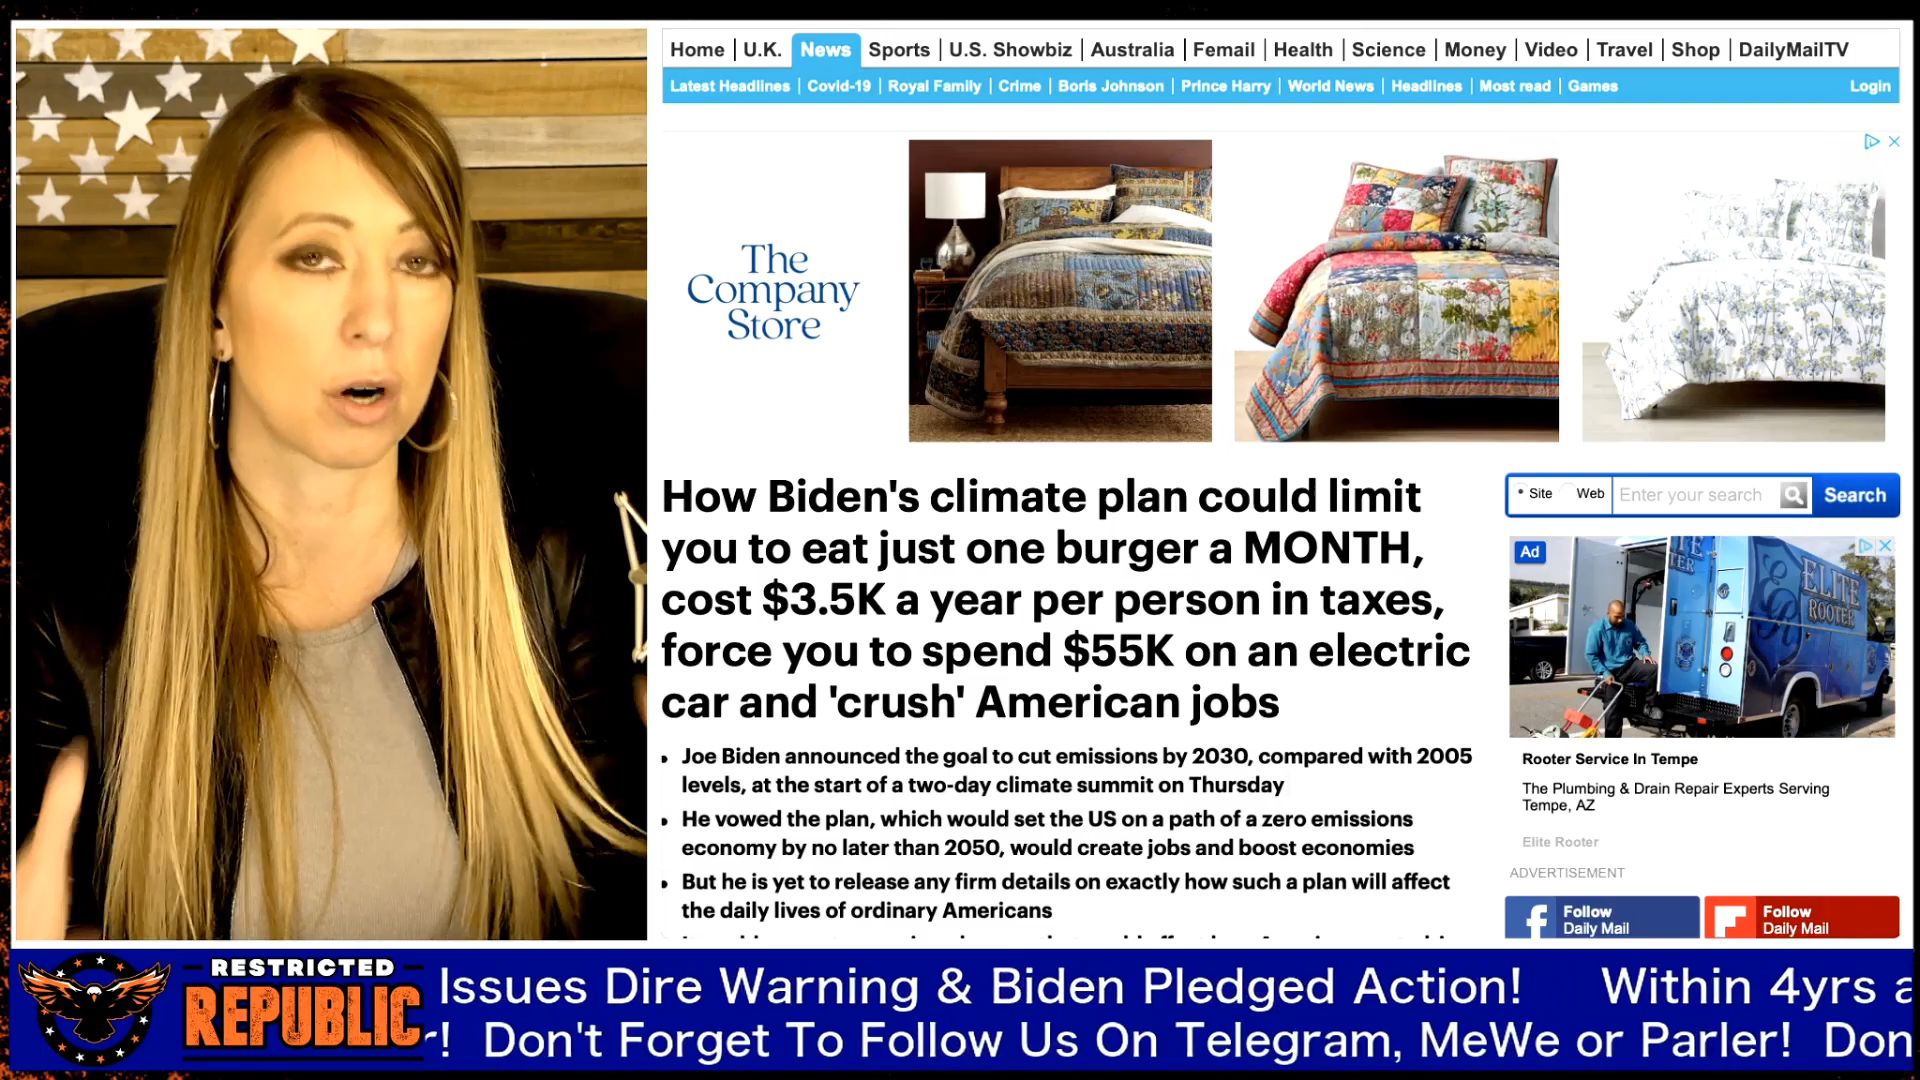 Home | U.K. News Sports | U.S. Showbiz | Australia | Femail | Health | Science | Money | Video | Travel | Shop | DailyMailTV
Latest Headlines | Covid-19 | Royal Family | Crime | Boris Johnson | Prince Harry | World News | Headlines | Most read | Games Login
The
Company
Store
How Biden's climate plan could limit
you to eat just one burger a MONTH,
cost $3.5K a year per person in taxes,
force you to spend $55K on an electric
car and 'crush' American jobs
• Joe Biden announced the goal to cut emissions by 2030, compared with 2005
levels, at the start of a two-day climate summit on Thursday
• He vowed the plan, which would set the US on a path of a zero emissions
economy by no later than 2050, would create jobs and boost economies
• But he is yet to release any firm details on exactly how such a plan will affect
the daily lives of ordinary Americans
Site Web Enter your search Search
Ad
ELITE
ROOTER
Rooter Service In Tempe
The Plumbing & Drain Repair Experts Serving
Tempe, AZ
Elite Rooter
ADVERTISEMENT
Follow
Daily Mail
Follow
Daily Mail
RESTRICTED
REPUBLIC
Issues Dire Warning & Biden Pledged Action! Within 4yrs a
r! Don't Forget To Follow Us On Telegram, MeWe or Parler! Don